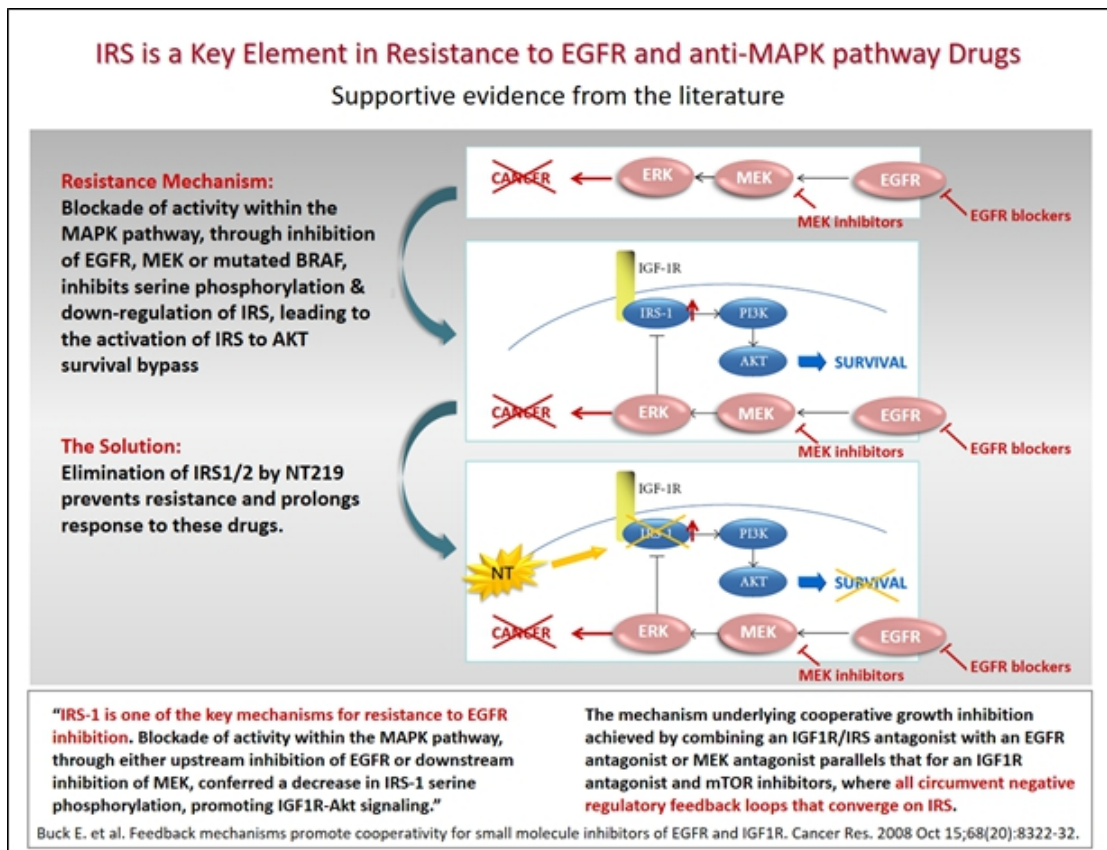 IRS is a Key Element in Resistance to EGFR and anti-MAPK pathway Drugs
Supportive evidence from the literature
Resistance Mechanism:
Blockade of activity within the
MAPK pathway, through inhibition
of EGFR, MEK or mutated BRAF,
inhibits serine phosphorylation &
down-regulation of IRS, leading to
the activation of IRS to AKT
survival bypass
CANCER
ERK
MEK
EGFR
MEK inhibitors
EGFR blockers
IGF-1R
IRS-1
PI3K
AKT
SURVIVAL
CANCER
ERK
MEK
EGFR
MEK inhibitors
EGFR blockers
The Solution:
Elimination of IRS1/2 by NT219
prevents resistance and prolongs
response to these drugs.
IGF-1R
IRS-1
PI3K
NT
AKT
SURVIVAL
CANCER
ERK
MEK
EGFR
MEK inhibitors
EGFR blockers
"IRS-1 is one of the key mechanisms for resistance to EGFR
inhibition. Blockade of activity within the MAPK pathway,
through either upstream inhibition of EGFR or downstream
inhibition of MEK, conferred a decrease in IRS-1 serine
phosphorylation, promoting IGF1R-Akt signaling."
The mechanism underlying cooperative growth inhibition
achieved by combining an IGF1R/IRS antagonist with an EGFR
antagonist or MEK antagonist parallels that for an IGF1R
antagonist and mTOR inhibitors, where all circumvent negative
regulatory feedback loops that converge on IRS.
Buck E. et al. Feedback mechanisms promote cooperativity for small molecule inhibitors of EGFR and IGF1R. Cancer Res. 2008 Oct 15;68(20):8322-32.